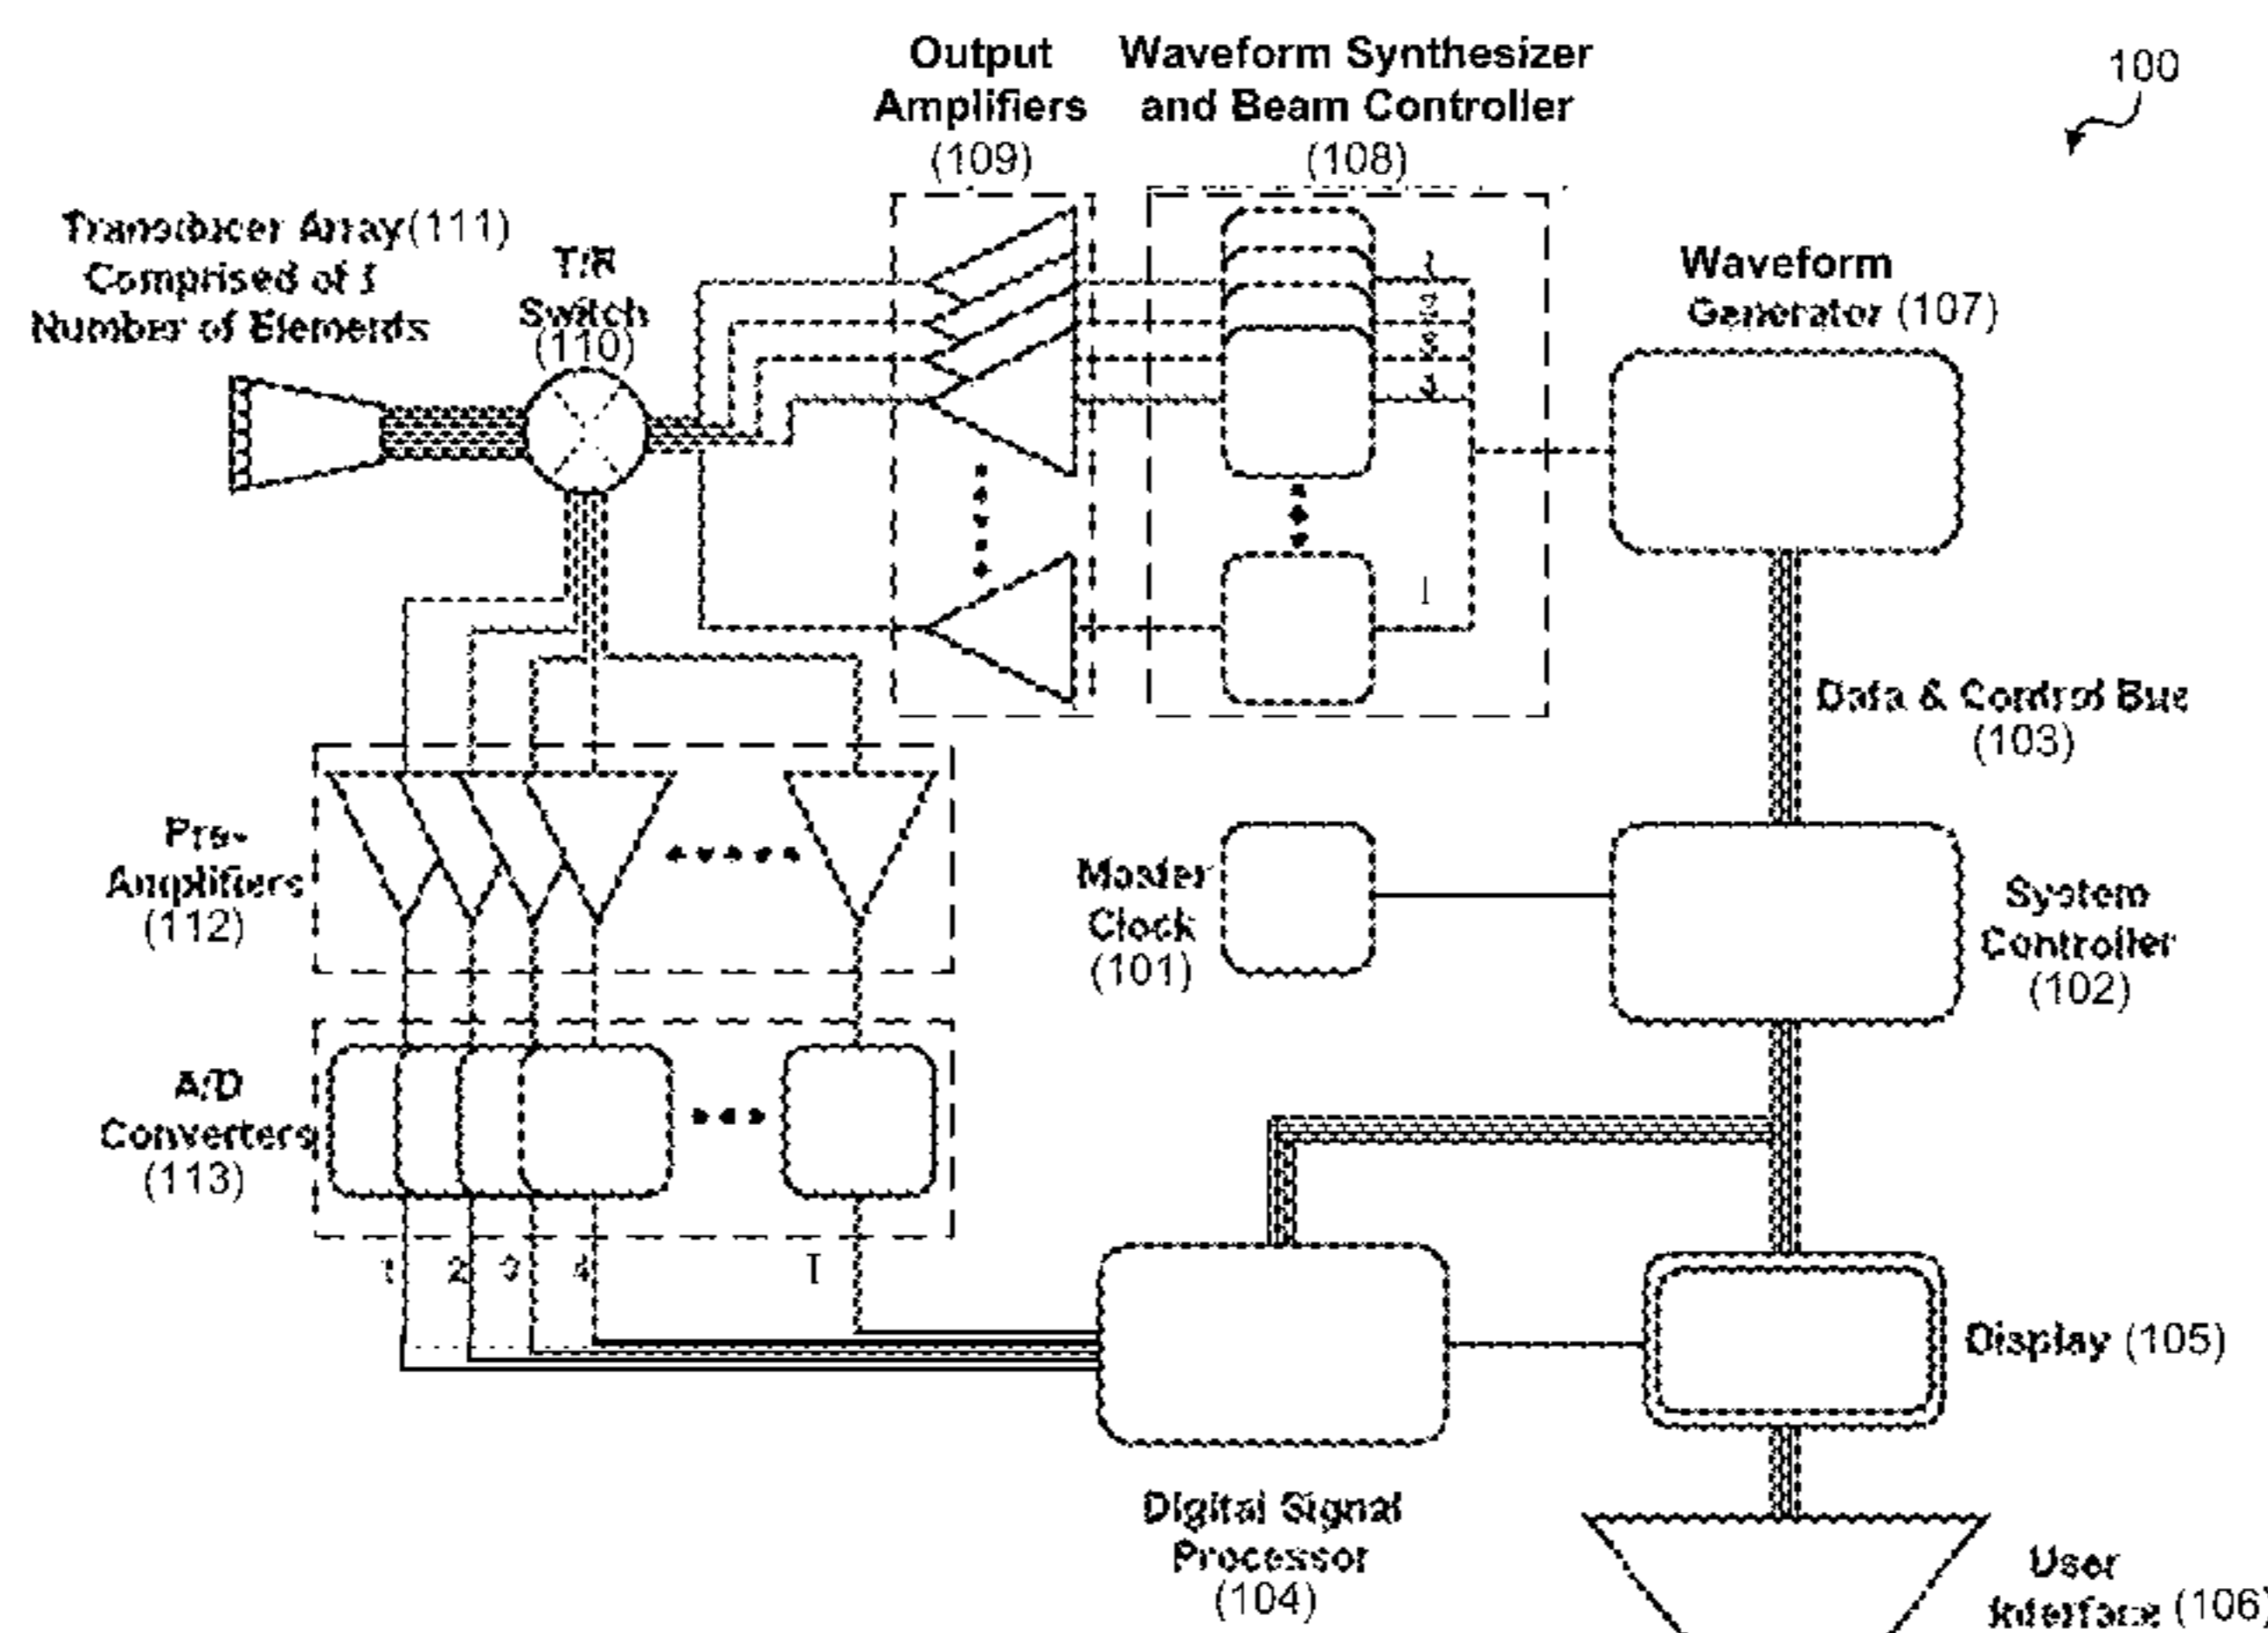 Output
Amplifiers
(109)
Waveform Synthesizer
and Beam Controller
(108)
100
Transducer Array (111)
Comprised of I
Number of Elements
T/R
Switch
(110)
1
2
3
4
I
Waveform
Generator (107)
Data & Control Bus
(103)
Pre-
Amplifiers
(112)
Master
Clock
(101)
System
Controller
(102)
A/D
Converters
(113)
1 2 3 4 I
Display (105)
Digital Signal
Processor
(104)
User
Interface (106)